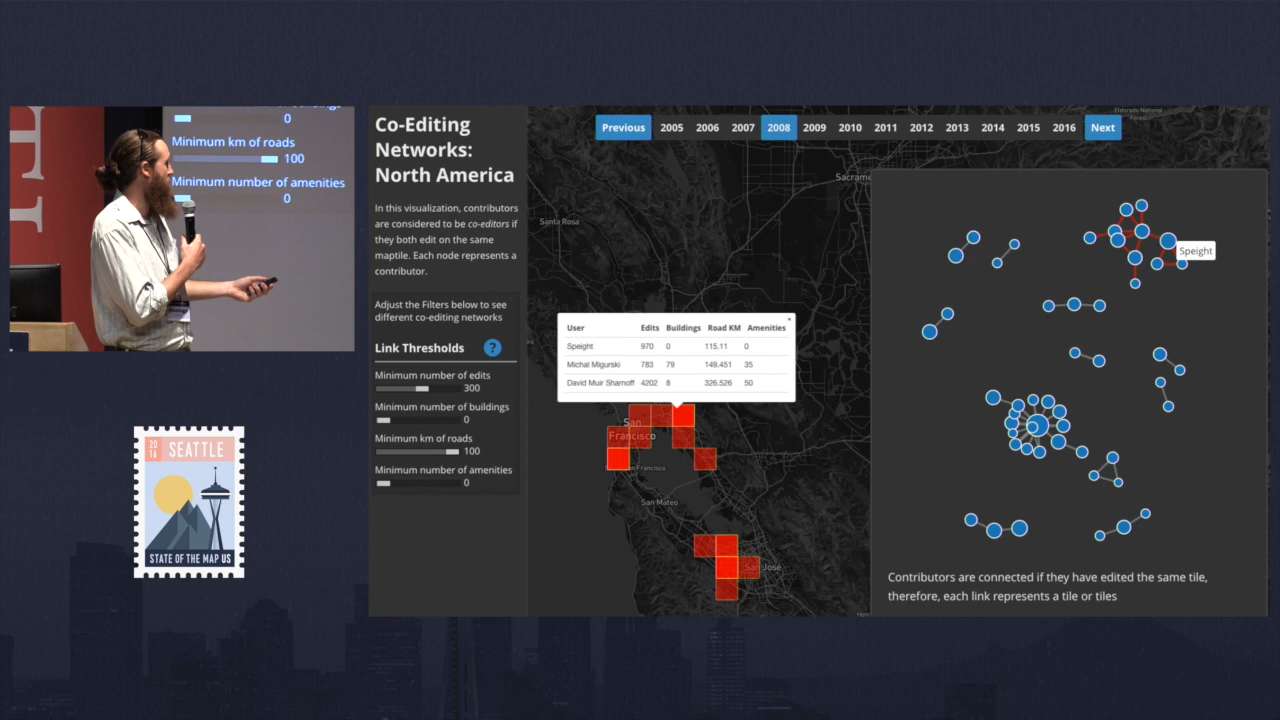 Minimum number of buildings
0
Minimum km of roads
100
Minimum number of amenities
0
20
16
SEATTLE
STATE OF THE MAP US
Co-Editing
Networks:
North America
In this visualization, contributors
are considered to be co-editors if
they both edit on the same
maptile. Each node represents a
contributor.
Adjust the Filters below to see
different co-editing networks
Link Thresholds ?
Minimum number of edits
300
Minimum number of buildings
0
Minimum km of roads
100
Minimum number of amenities
0
Previous 2005 2006 2007 2008 2009 2010 2011 2012 2013 2014 2015 2016 Next
Eldorado National
Forest
Santa Rosa
User Edits Buildings Road KM Amenities
Speight 970 0 115.11 0
Michal Migurski 783 79 149.451 35
David Muir Sharnoff 4202 8 326.526 50
San
Francisco
San Mateo
San Jose
Speight
Contributors are connected if they have edited the same tile,
therefore, each link represents a tile or tiles